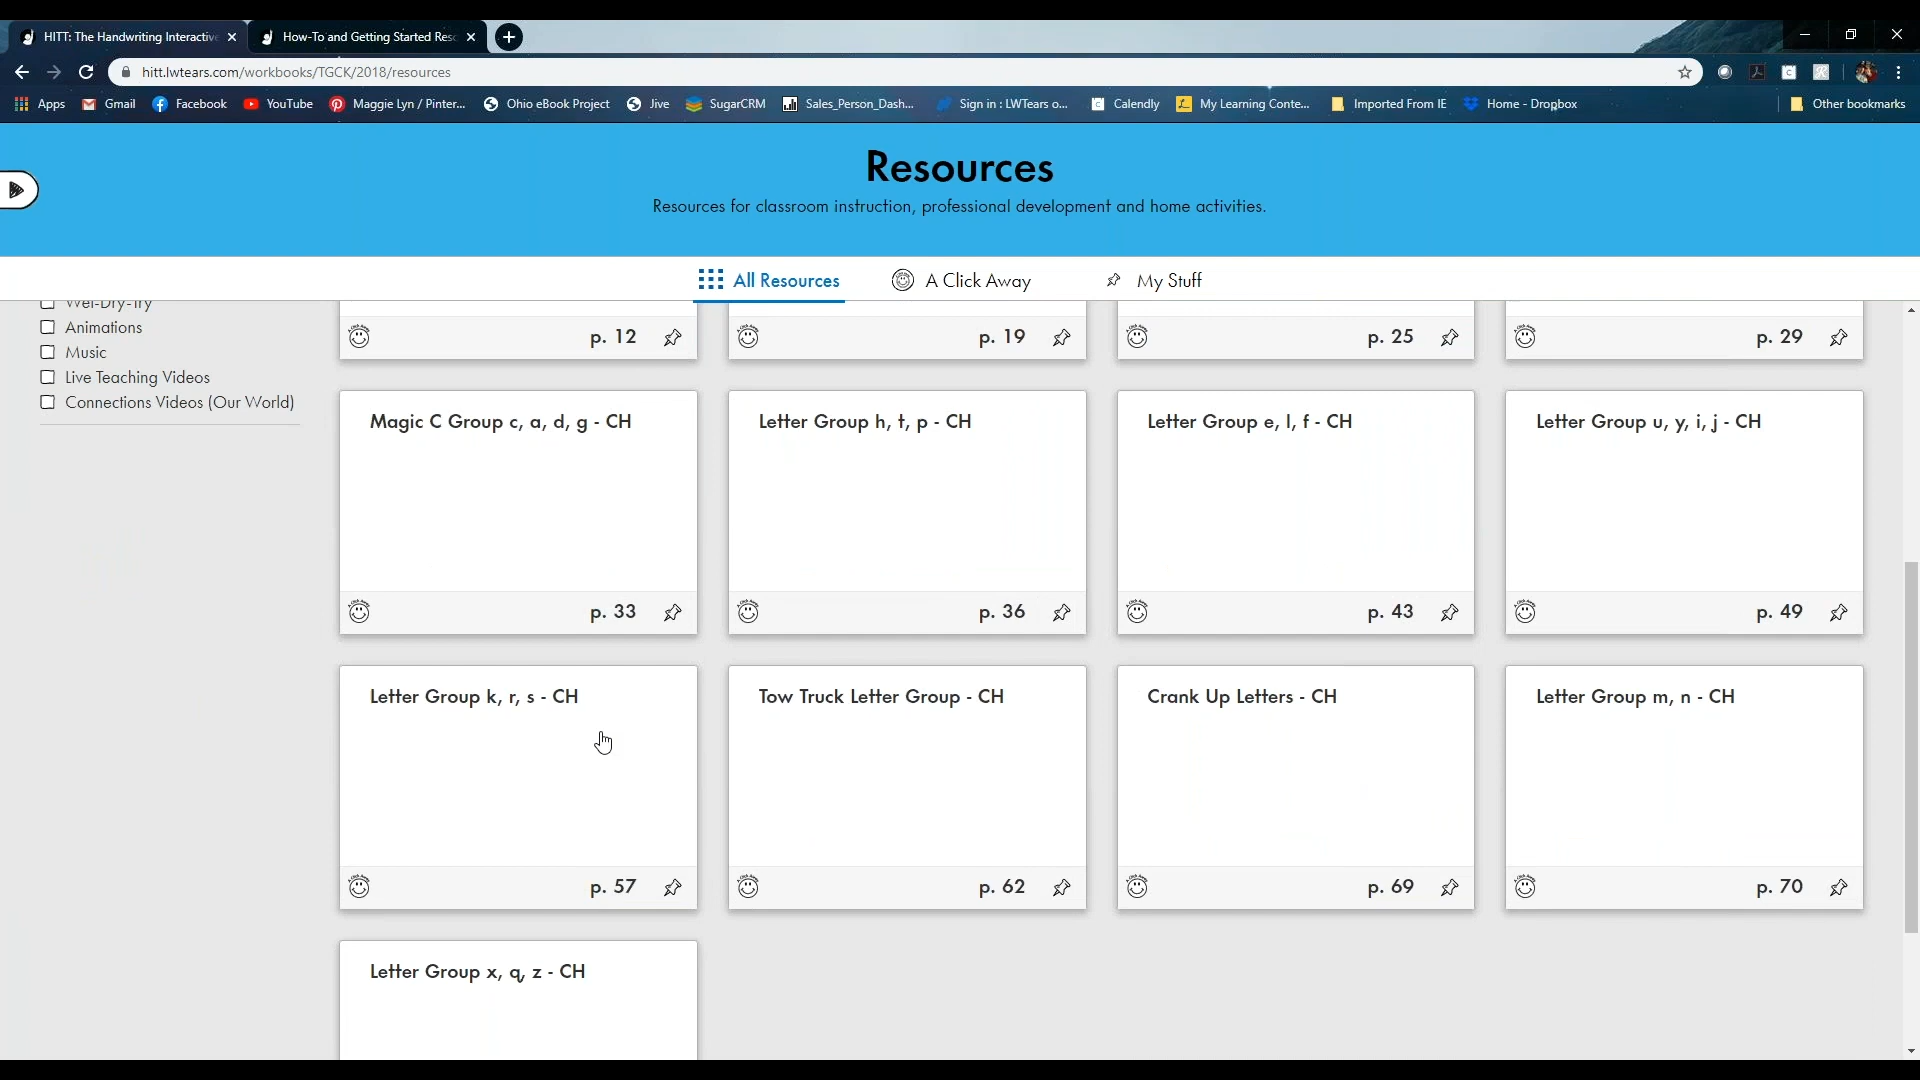 HITT: The Handwriting Interactive
How-To and Getting Started Reso
hitt.lwtears.com/workbooks/TGCK/2018/resources
Apps Gmail Facebook YouTube Maggie Lyn / Pinter... Ohio eBook Project Jive SugarCRM Sales_Person_Dash... Sign in : LWTears o... Calendly My Learning Conte... Imported From IE Home - Dropbox Other bookmarks
Resources
Resources for classroom instruction, professional development and home activities.
All Resources A Click Away My Stuff
Wet-Dry-Try
Animations
Music
Live Teaching Videos
Connections Videos (Our World)
p. 12 p. 19 p. 25 p. 29
Magic C Group c, a, d, g - CH Letter Group h, t, p - CH Letter Group e, l, f - CH Letter Group u, y, i, j - CH
p. 33 p. 36 p. 43 p. 49
Letter Group k, r, s - CH Tow Truck Letter Group - CH Crank Up Letters - CH Letter Group m, n - CH
p. 57 p. 62 p. 69 p. 70
Letter Group x, q, z - CH